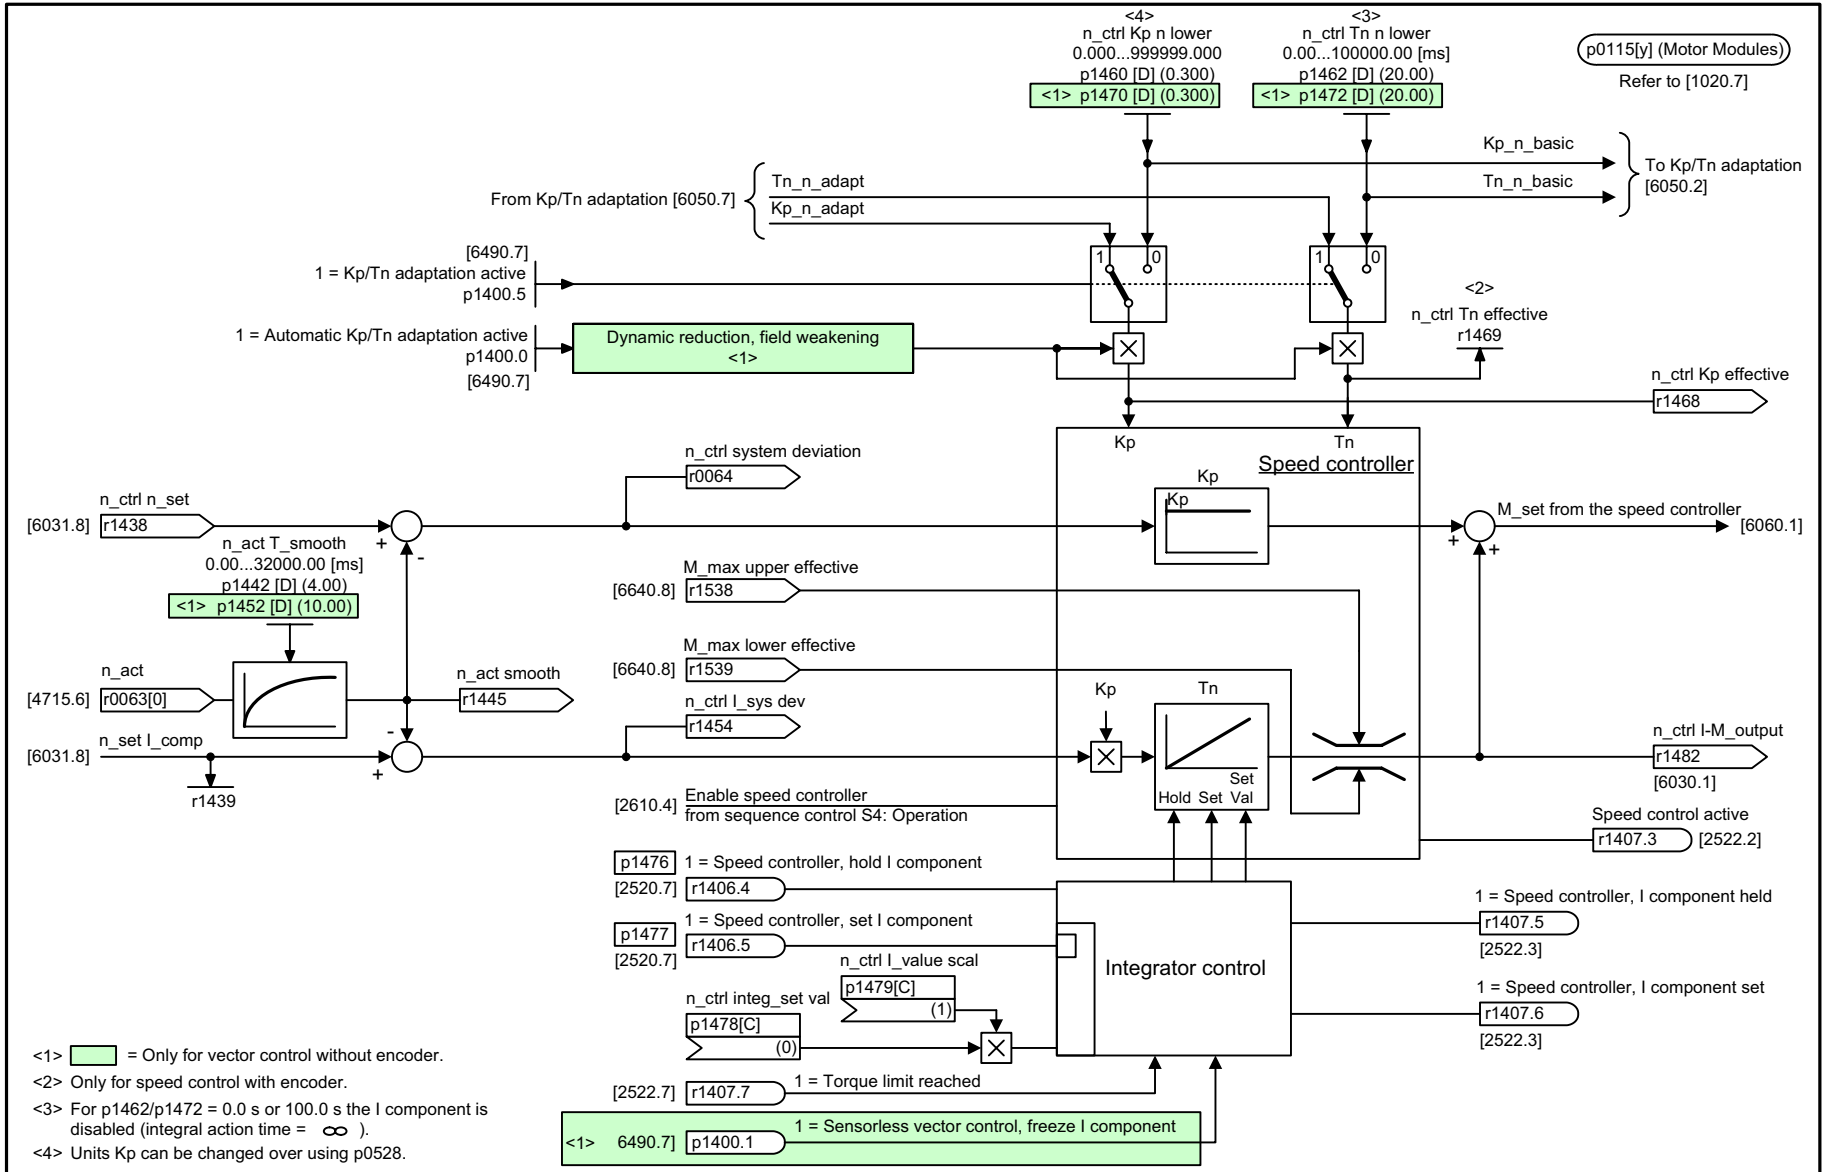 <4>
n_ctrl Kp n lower
0.000...999999.000
p1460 [D] (0.300)
<1> p1470 [D] (0.300)
<3>
n_ctrl Tn n lower
0.00...100000.00 [ms]
p1462 [D] (20.00)
<1> p1472 [D] (20.00)
p0115[y] (Motor Modules)
Refer to [1020.7]
Kp_n_basic
Tn_n_basic
To Kp/Tn adaptation
[6050.2]
From Kp/Tn adaptation [6050.7]
Tn_n_adapt
Kp_n_adapt
[6490.7]
1 = Kp/Tn adaptation active
p1400.5
1 0
1 0
1 = Automatic Kp/Tn adaptation active
p1400.0
[6490.7]
Dynamic reduction, field weakening
<1>
<2>
n_ctrl Tn effective
r1469
n_ctrl Kp effective
r1468
Kp
Tn
Speed controller
n_ctrl system deviation
r0064
n_ctrl n_set
[6031.8] r1438
+
-
Kp
Kp
M_set from the speed controller
[6060.1]
+
+
n_act T_smooth
0.00...32000.00 [ms]
p1442 [D] (4.00)
<1> p1452 [D] (10.00)
M_max upper effective
[6640.8] r1538
M_max lower effective
[6640.8] r1539
n_act
[4715.6] r0063[0]
n_act smooth
r1445
n_ctrl I_sys dev
r1454
Kp
Tn
n_set I_comp
[6031.8]
+
-
r1439
Set
Hold Set Val
n_ctrl I-M_output
r1482
[6030.1]
[2610.4] Enable speed controller
from sequence control S4: Operation
Speed control active
r1407.3 [2522.2]
p1476 1 = Speed controller, hold I component
[2520.7] r1406.4
p1477 1 = Speed controller, set I component
[2520.7] r1406.5
Integrator control
1 = Speed controller, I component held
r1407.5
[2522.3]
1 = Speed controller, I component set
r1407.6
[2522.3]
n_ctrl I_value scal
p1479[C]
(1)
n_ctrl integ_set val
p1478[C]
(0)
[2522.7] r1407.7 1 = Torque limit reached
<1> 6490.7] p1400.1 1 = Sensorless vector control, freeze I component
<1> = Only for vector control without encoder.
<2> Only for speed control with encoder.
<3> For p1462/p1472 = 0.0 s or 100.0 s the I component is
disabled (integral action time = ∞ ).
<4> Units Kp can be changed over using p0528.